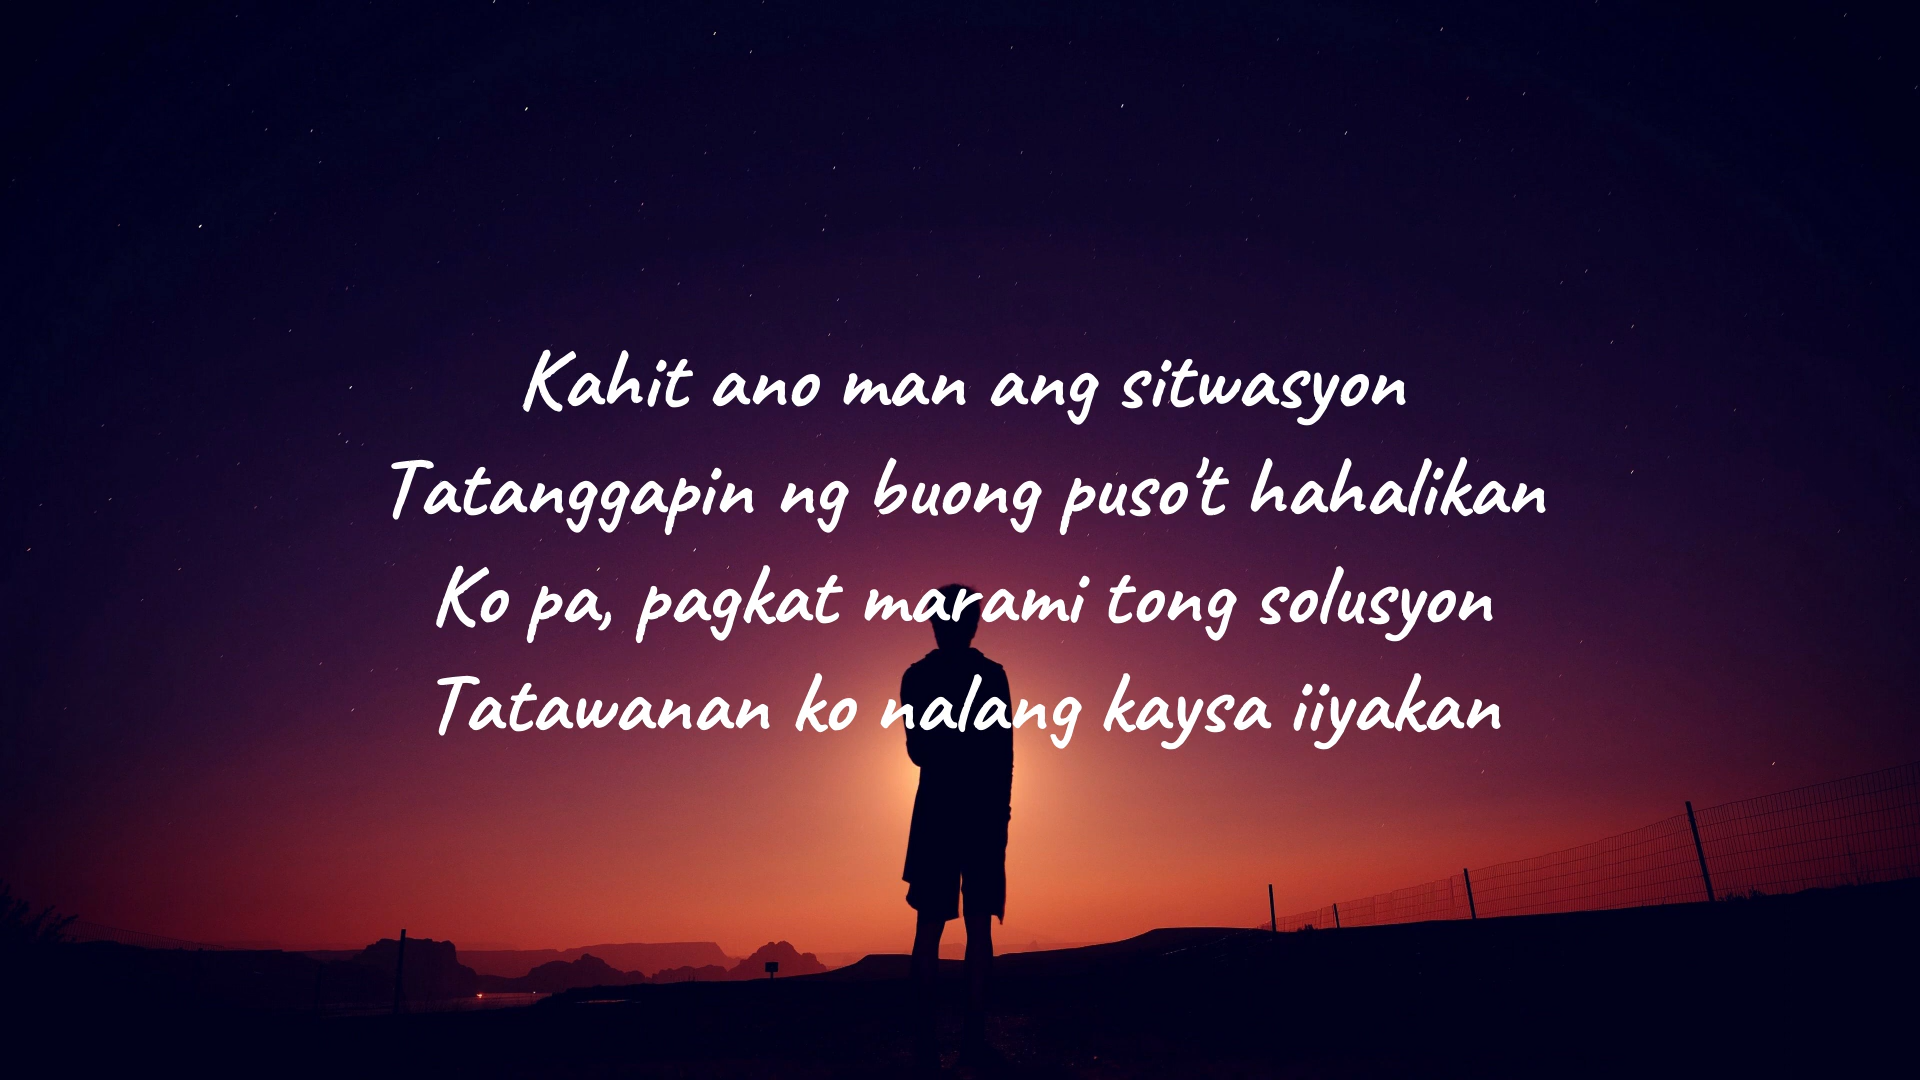 Kahit ano man ang sitwasyon
Tatanggapin ng buong puso't hahalikan
Ko pa, pagkat marami tong solusyon
Tatawanan ko nalang kaysa iiyakan